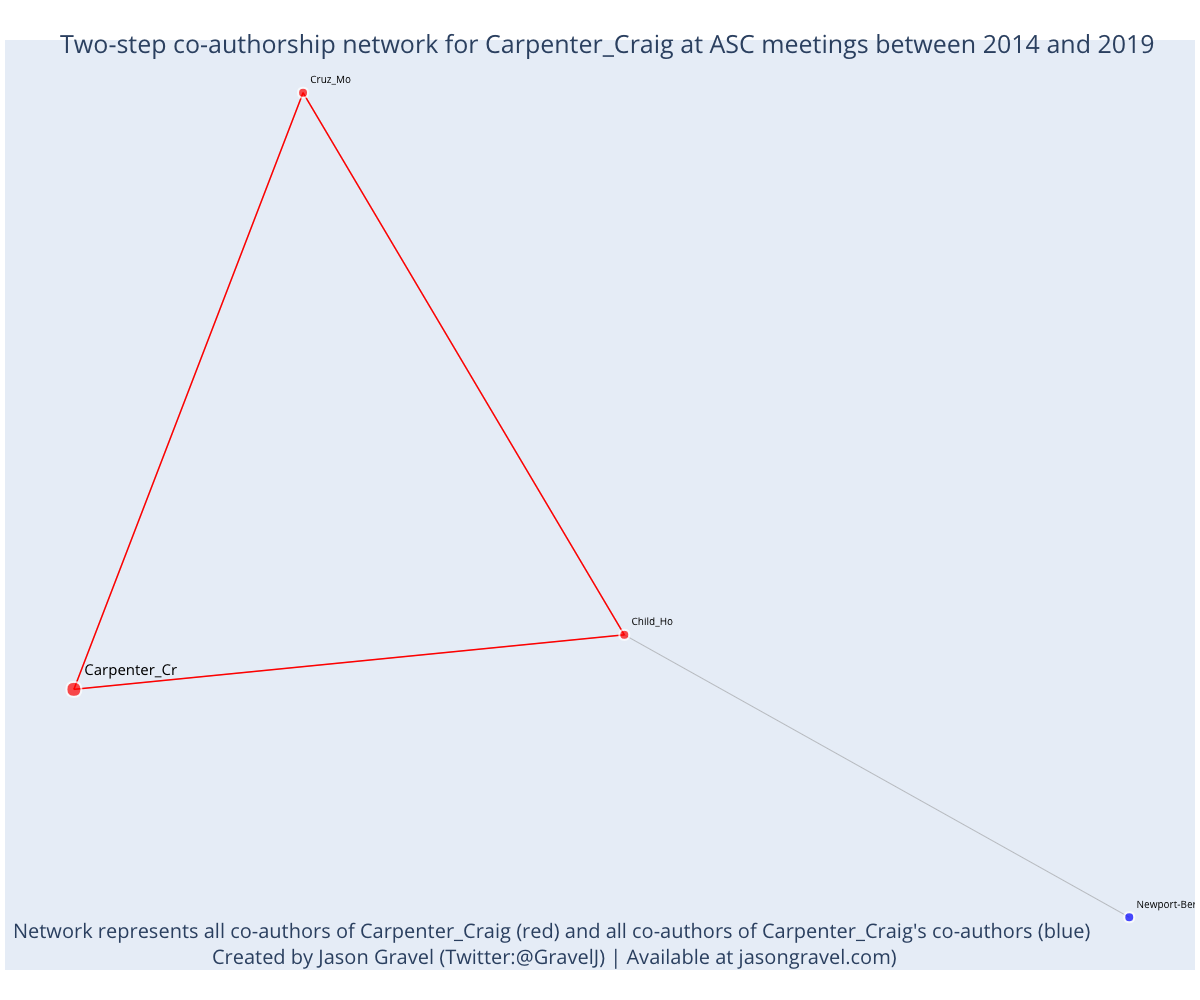 Two-step co-authorship network for Carpenter_Craig at ASC meetings between 2014 and 2019
Cruz_Mo
Child_Ho
Carpenter_Cr
Newport-Ber
Network represents all co-authors of Carpenter_Craig (red) and all co-authors of Carpenter_Craig's co-authors (blue)
Created by Jason Gravel (Twitter:@GravelJ) | Available at jasongravel.com)